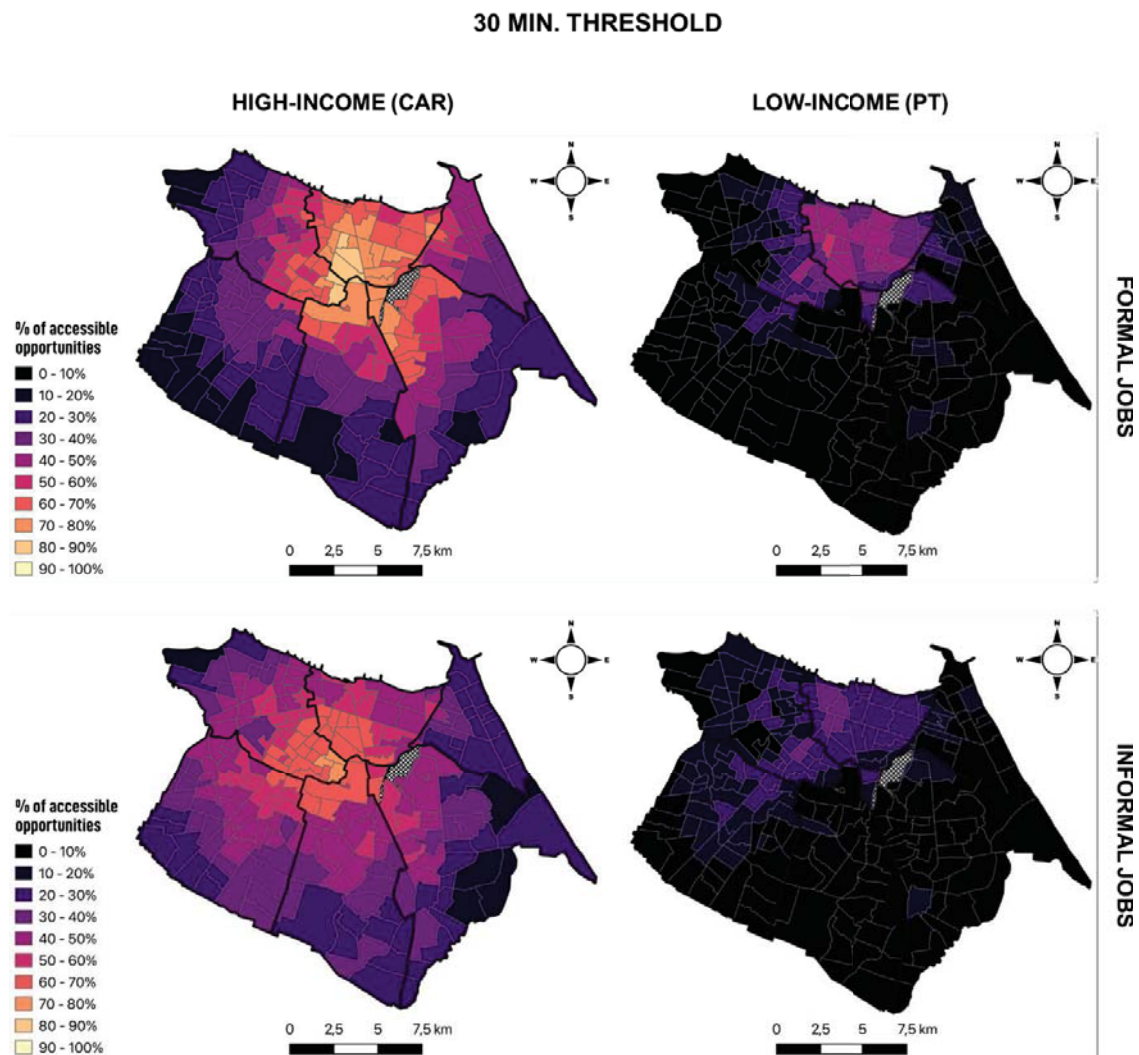 30 MIN. THRESHOLD
HIGH-INCOME (CAR)
LOW-INCOME (PT)
N
W
E
S
N
W
E
S
% of accessible
opportunities
0 - 10%
10 - 20%
20 - 30%
30 - 40%
40 - 50%
50 - 60%
60 - 70%
70 - 80%
80 - 90%
90 - 100%
0 2,5 5 7,5 km
0 2,5 5 7,5 km
FORMAL JOBS
N
W
E
S
N
W
E
S
% of accessible
opportunities
0 - 10%
10 - 20%
20 - 30%
30 - 40%
40 - 50%
50 - 60%
60 - 70%
70 - 80%
80 - 90%
90 - 100%
0 2,5 5 7,5 km
0 2,5 5 7,5 km
INFORMAL JOBS